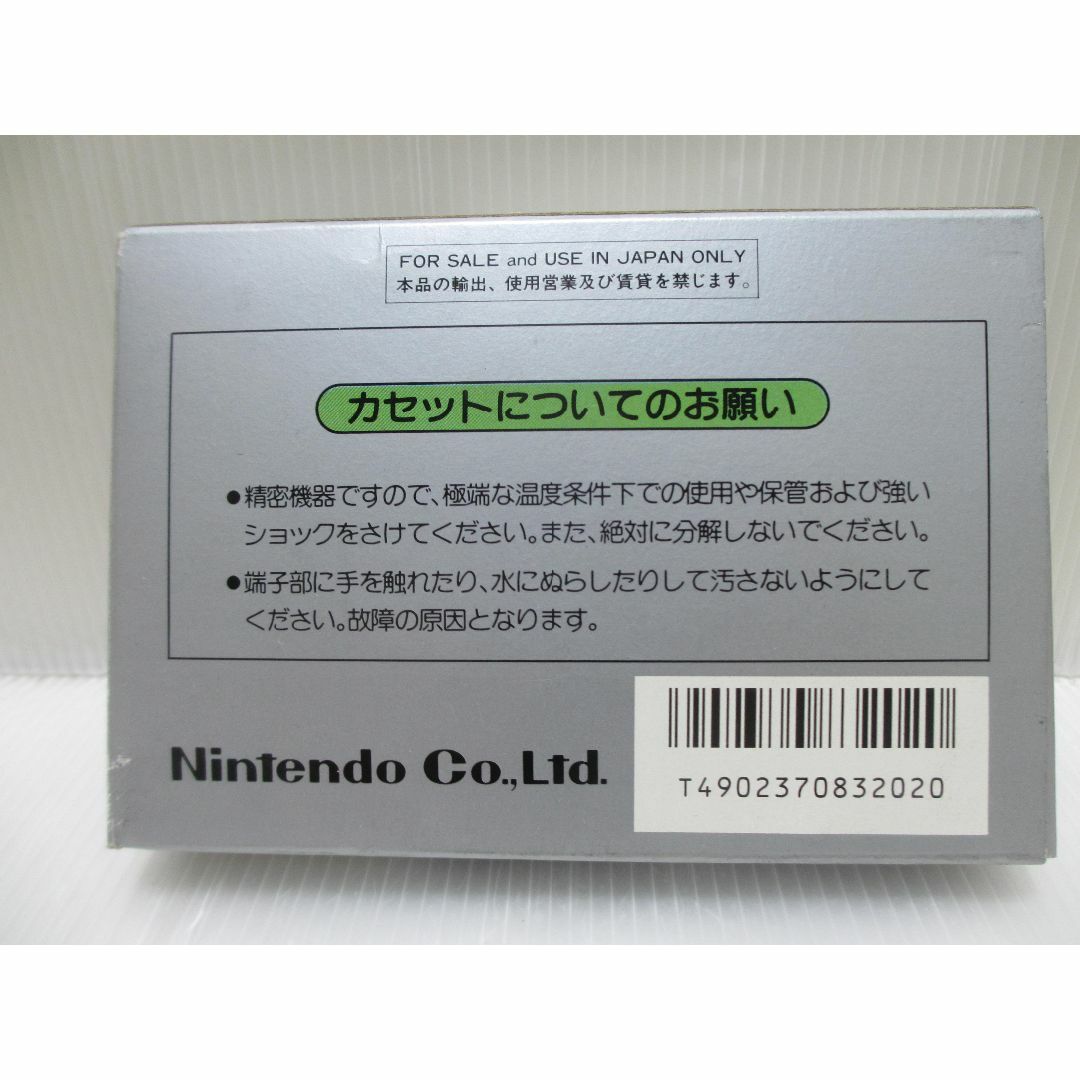 FOR SALE and USE IN JAPAN ONLY
本品の輸出、使用営業及び賃貸を禁じます。
カセットについてのお願い
●精密機器ですので、極端な温度条件下での使用や保管および強い
ショックをさけてください。また、絶対に分解しないでください。
●端子部に手を触れたり、水にぬらしたりして汚さないようにして
ください。故障の原因となります。
Nintendo Co.,Ltd.
T4902370832020